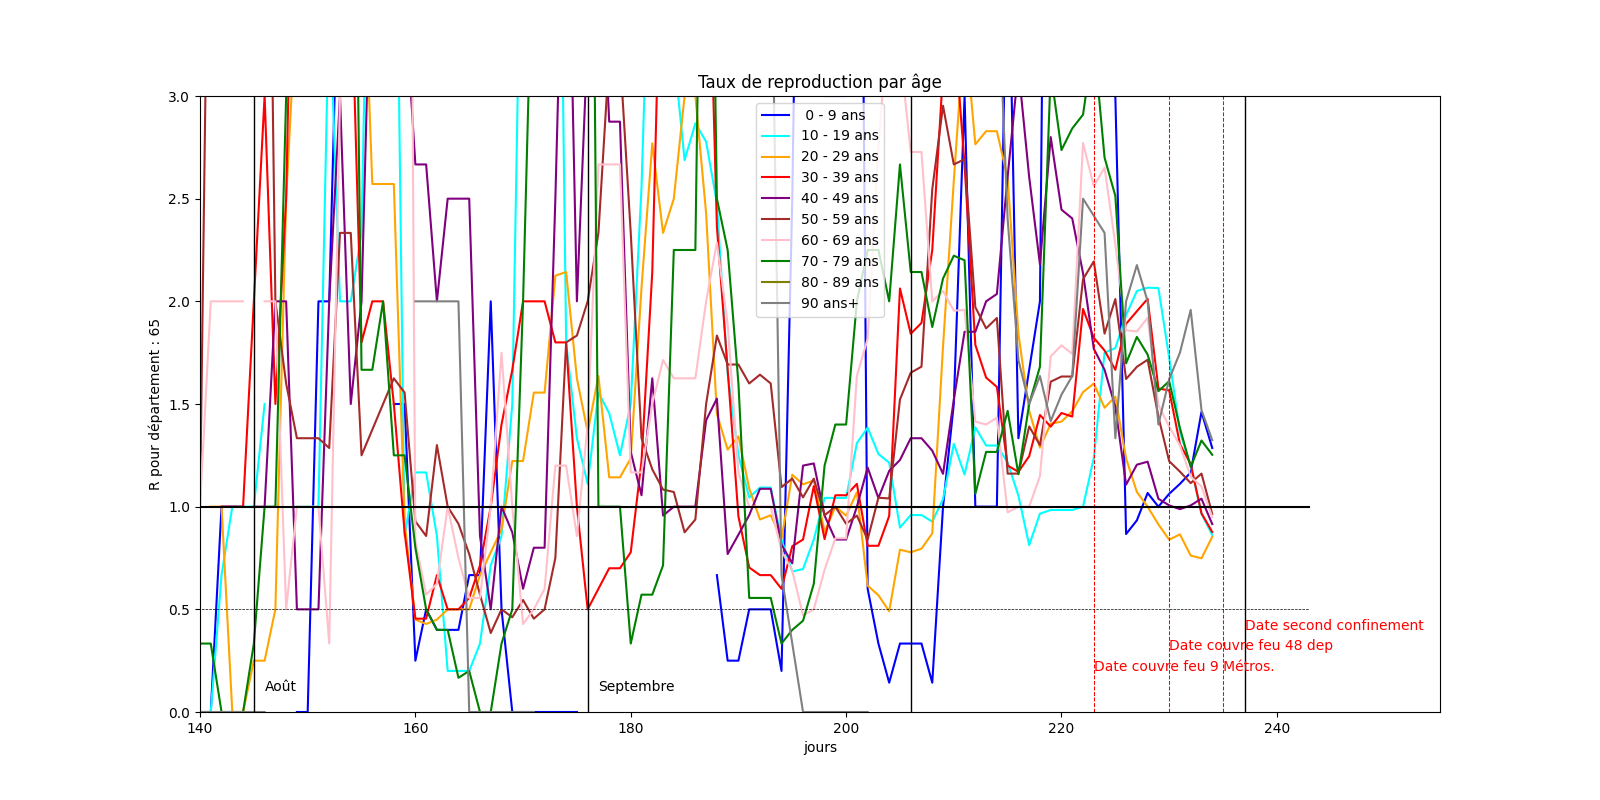 Taux de reproduction par âge
R pour département : 65
3.0
2.5
2.0
1.5
1.0
0.5
0.0
0 - 9 ans
10 - 19 ans
20 - 29 ans
30 - 39 ans
40 - 49 ans
50 - 59 ans
60 - 69 ans
70 - 79 ans
80 - 89 ans
90 ans+
Date second confinement
Date couvre feu 48 dep
Date couvre feu 9 Métros.
Août
Septembre
140
160
180
200
220
240
jours